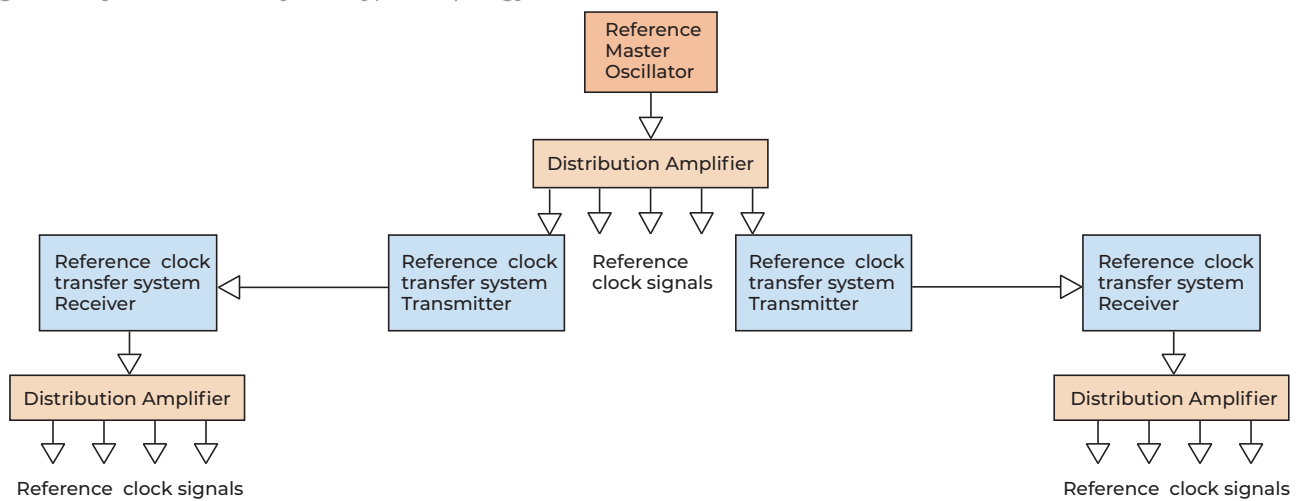 Reference
Master
Oscillator
Distribution Amplifier
Reference clock
transfer system
Receiver
Reference clock
transfer system
Transmitter
Reference
clock signals
Reference clock
transfer system
Transmitter
Reference clock
transfer system
Receiver
Distribution Amplifier
Distribution Amplifier
Reference clock signals
Reference clock signals